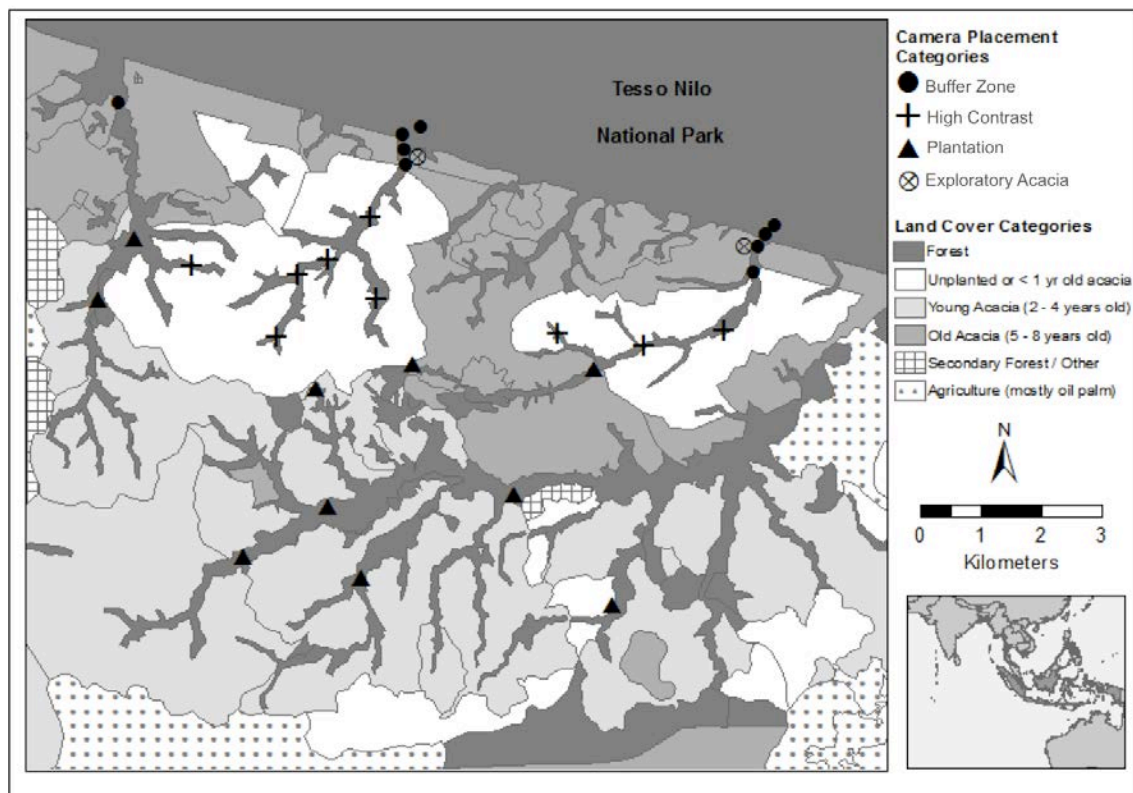 Tesso Nilo
National Park
Camera Placement
Categories
Buffer Zone
High Contrast
Plantation
Exploratory Acacia
Land Cover Categories
Forest
Unplanted or < 1 yr old acacia
Young Acacia (2 - 4 years old)
Old Acacia (5 - 8 years old)
Secondary Forest / Other
Agriculture (mostly oil palm)
N
0 1 2 3
Kilometers